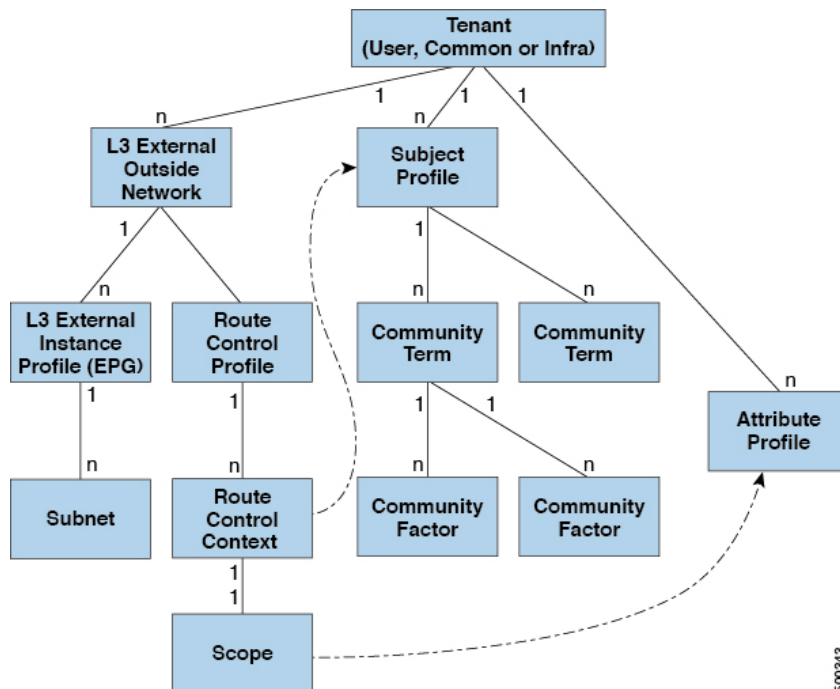 Tenant
(User, Common or Infra)
1
1
1
n
n
L3 External
Outside
Network
Subject
Profile
1
1
n
n
n
L3 External
Instance
Profile (EPG)
Route
Control
Profile
Community
Term
Community
Term
1
1
1
1
n
Attribute
Profile
n
n
n
n
Subnet
Route
Control
Context
Community
Factor
Community
Factor
1
1
Scope